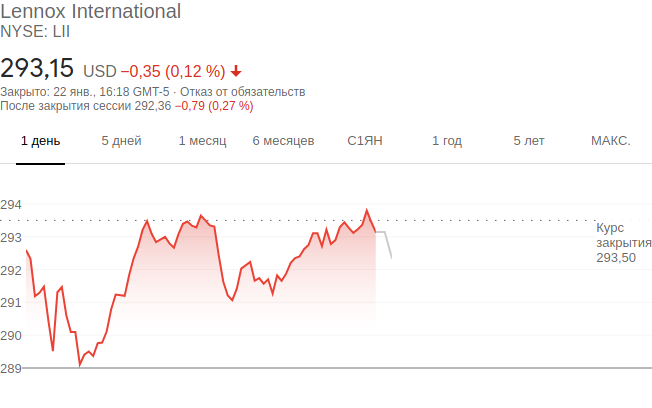 Lennox International
NYSE: LII
293,15 USD −0,35 (0,12 %)
Закрыто: 22 янв., 16:18 GMT-5 · Отказ от обязательств
После закрытия сессии 292,36 −0,79 (0,27 %)
1 день 5 дней 1 месяц 6 месяцев С1ЯН 1 год 5 лет МАКС.
294
293
292
291
290
289
Курс
закрытия
293,50